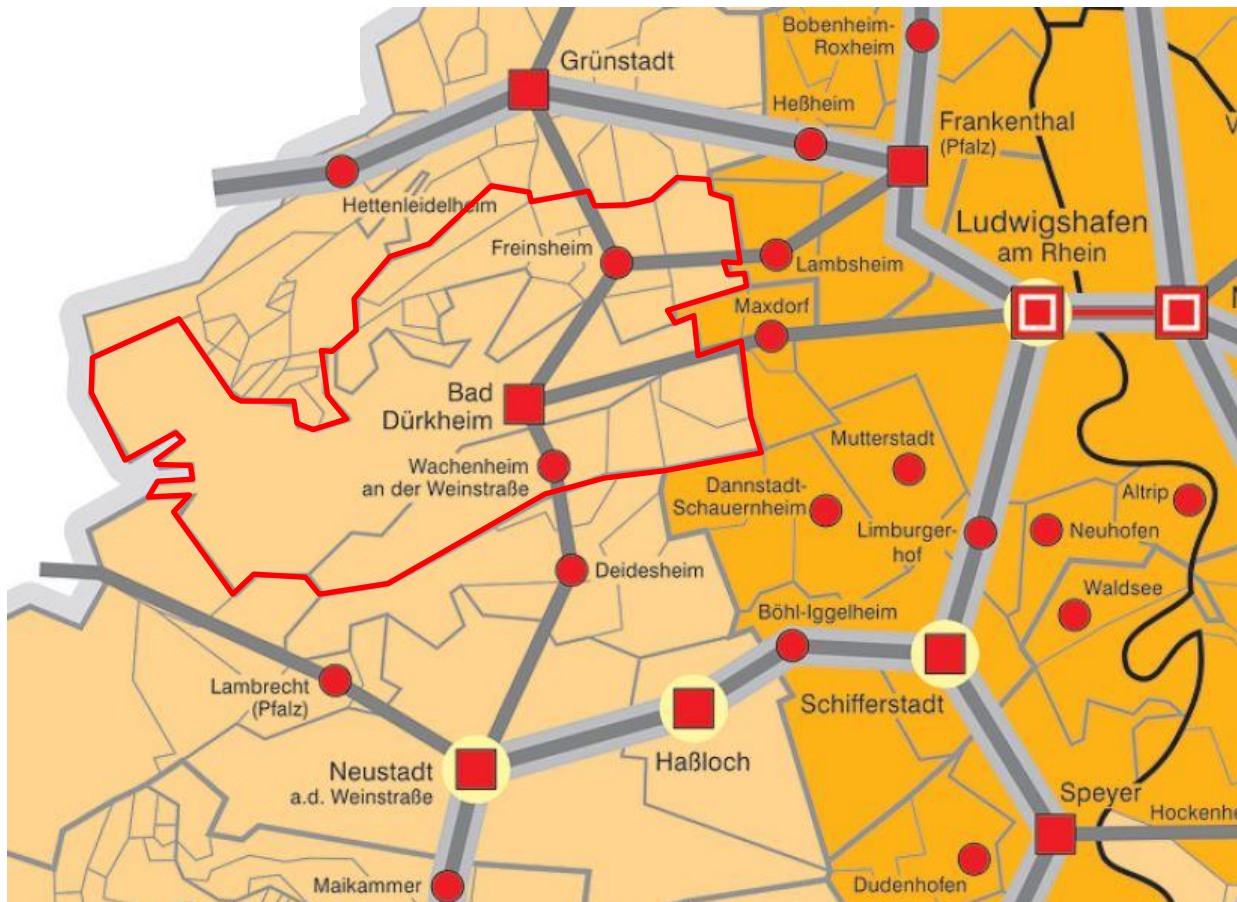 Bobenheim-
Roxheim
Grünstadt
Heßheim
Frankenthal
(Pfalz)
Hettenleidelheim
Ludwigshafen
am Rhein
Freinsheim
Lambsheim
Maxdorf
Bad
Dürkheim
Mutterstadt
Wachenheim
an der Weinstraße
Dannstadt-
Schauernheim
Altrip
Limburger-
hof
Neuhofen
Deidesheim
Waldsee
Böhl-Iggelheim
Lambrecht
(Pfalz)
Schifferstadt
Haßloch
Neustadt
a.d. Weinstraße
Speyer
Hockenhe
Maikammer
Dudenhofen